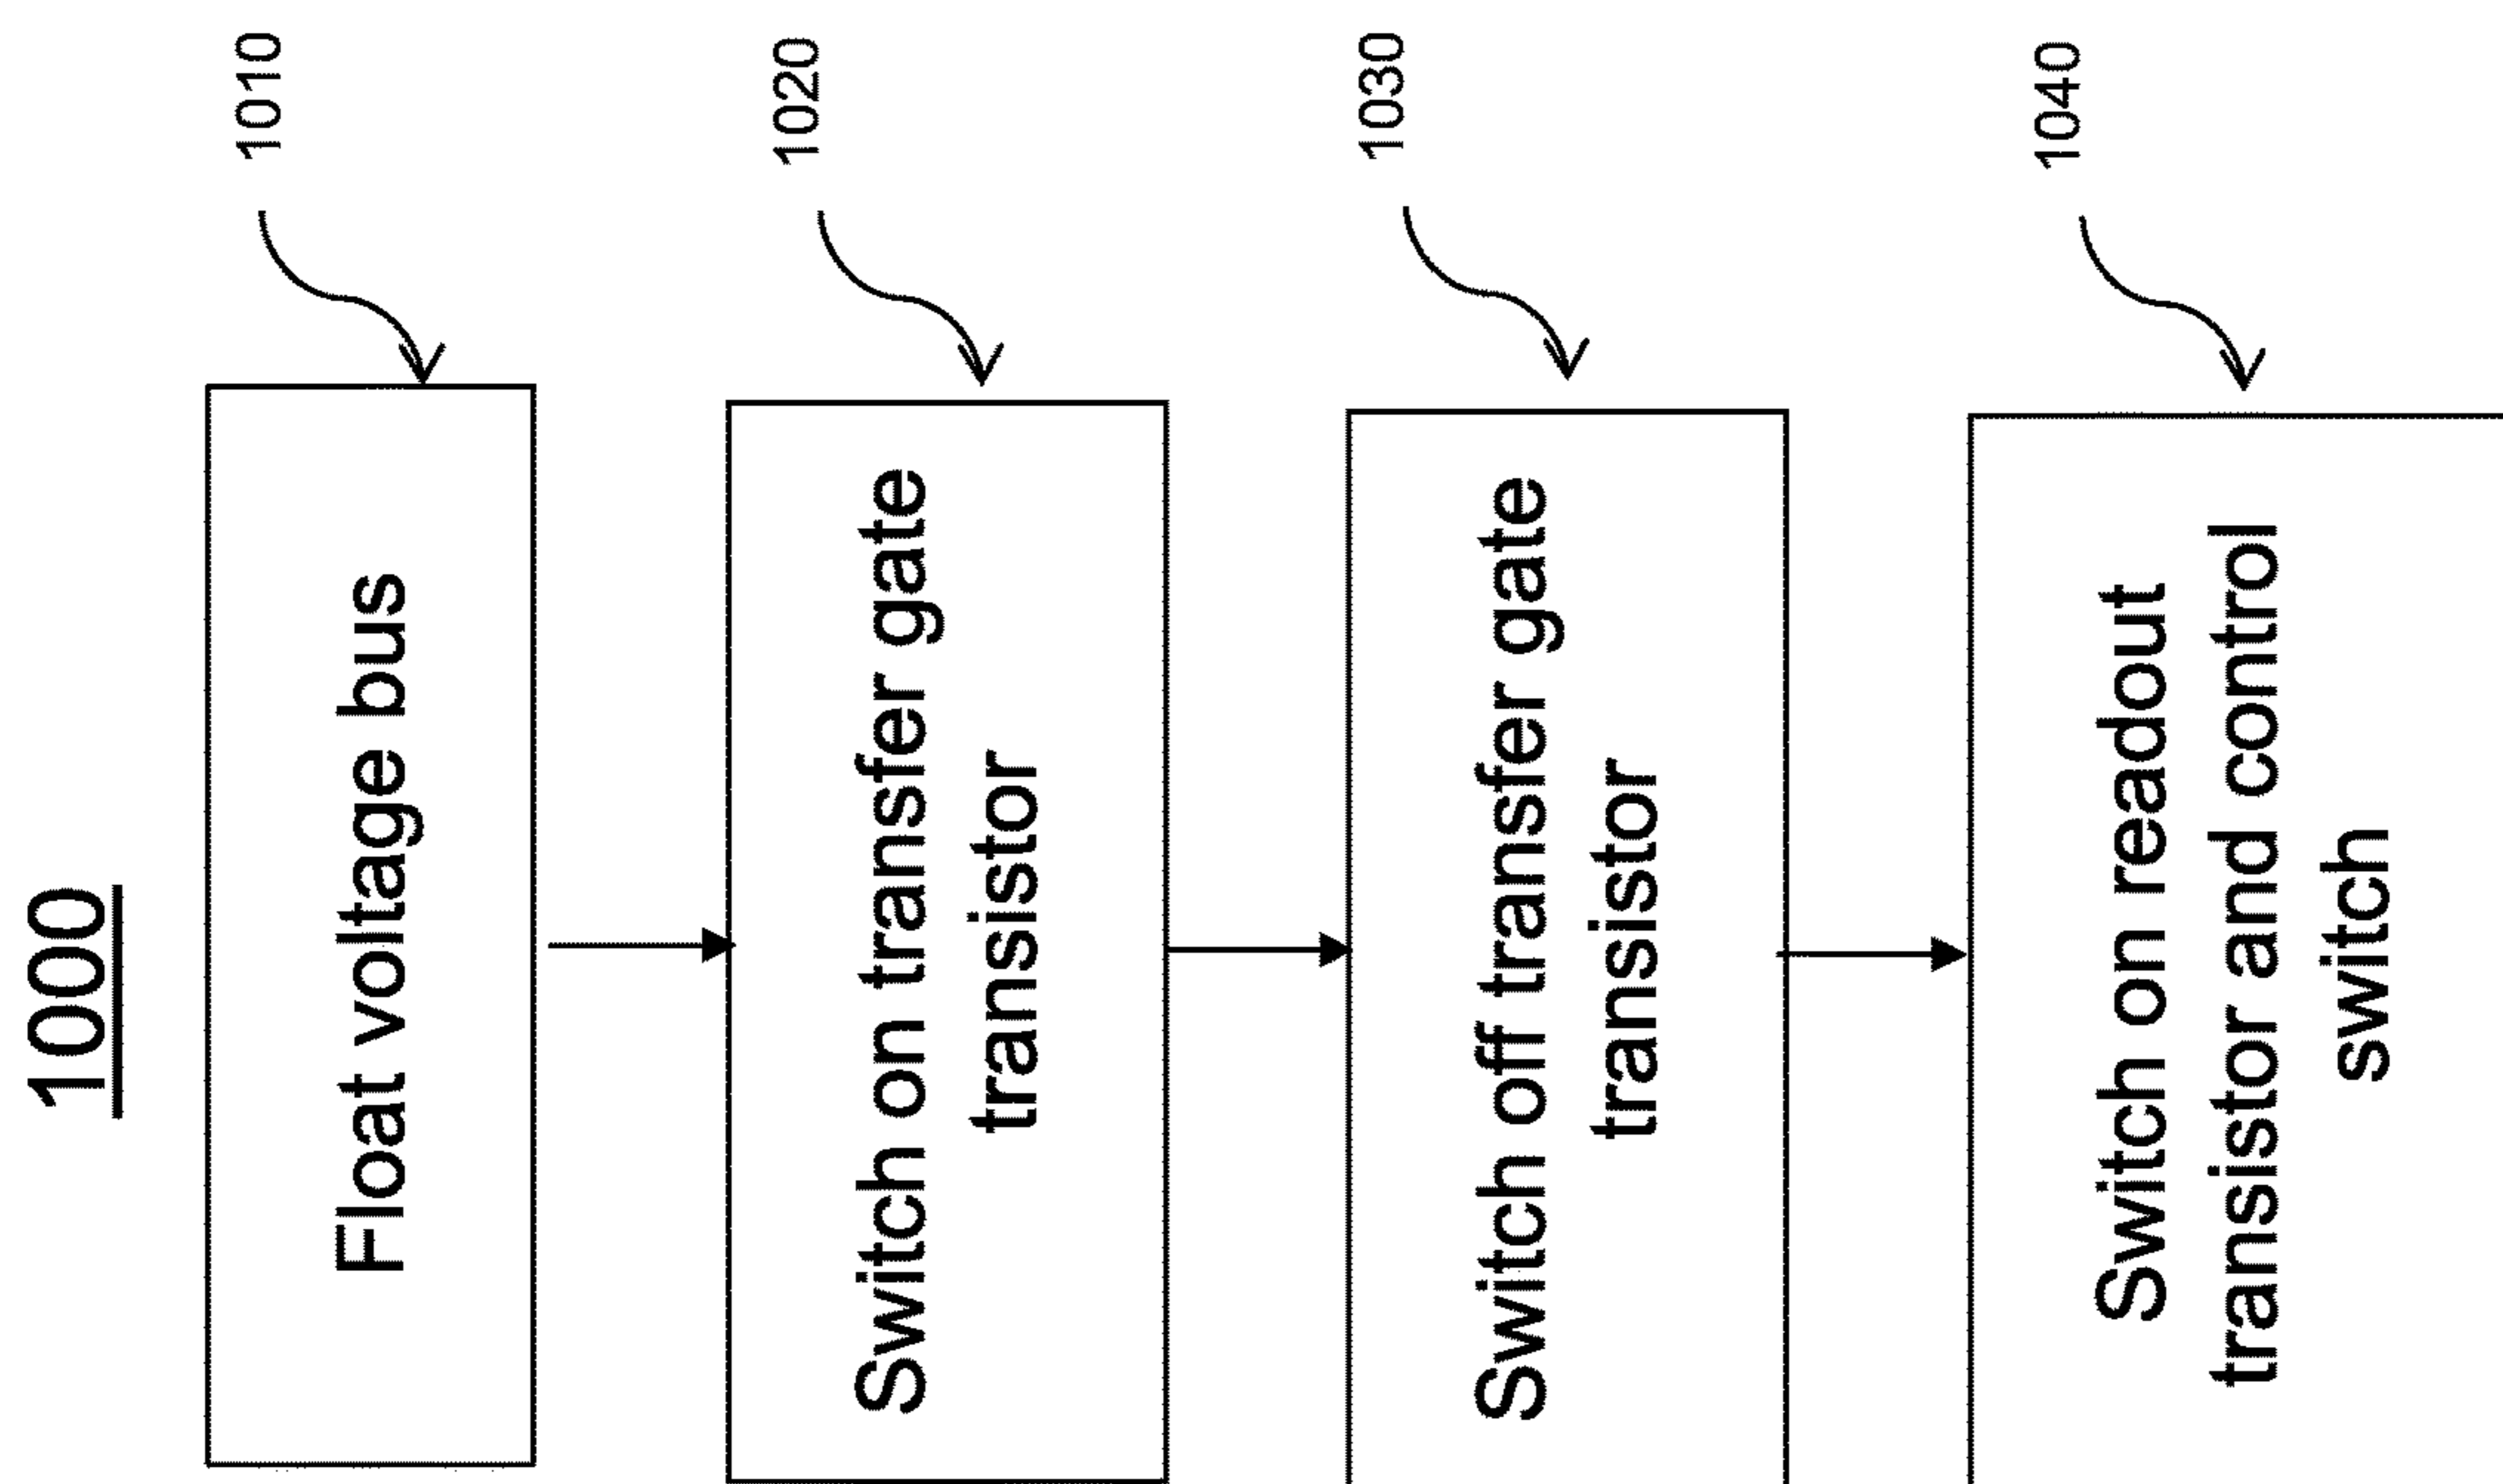 1000
1010
Float voltage bus
1020
Switch on transfer gate
transistor
1030
Switch off transfer gate
transistor
1040
Switch on readout
transistor and control
switch